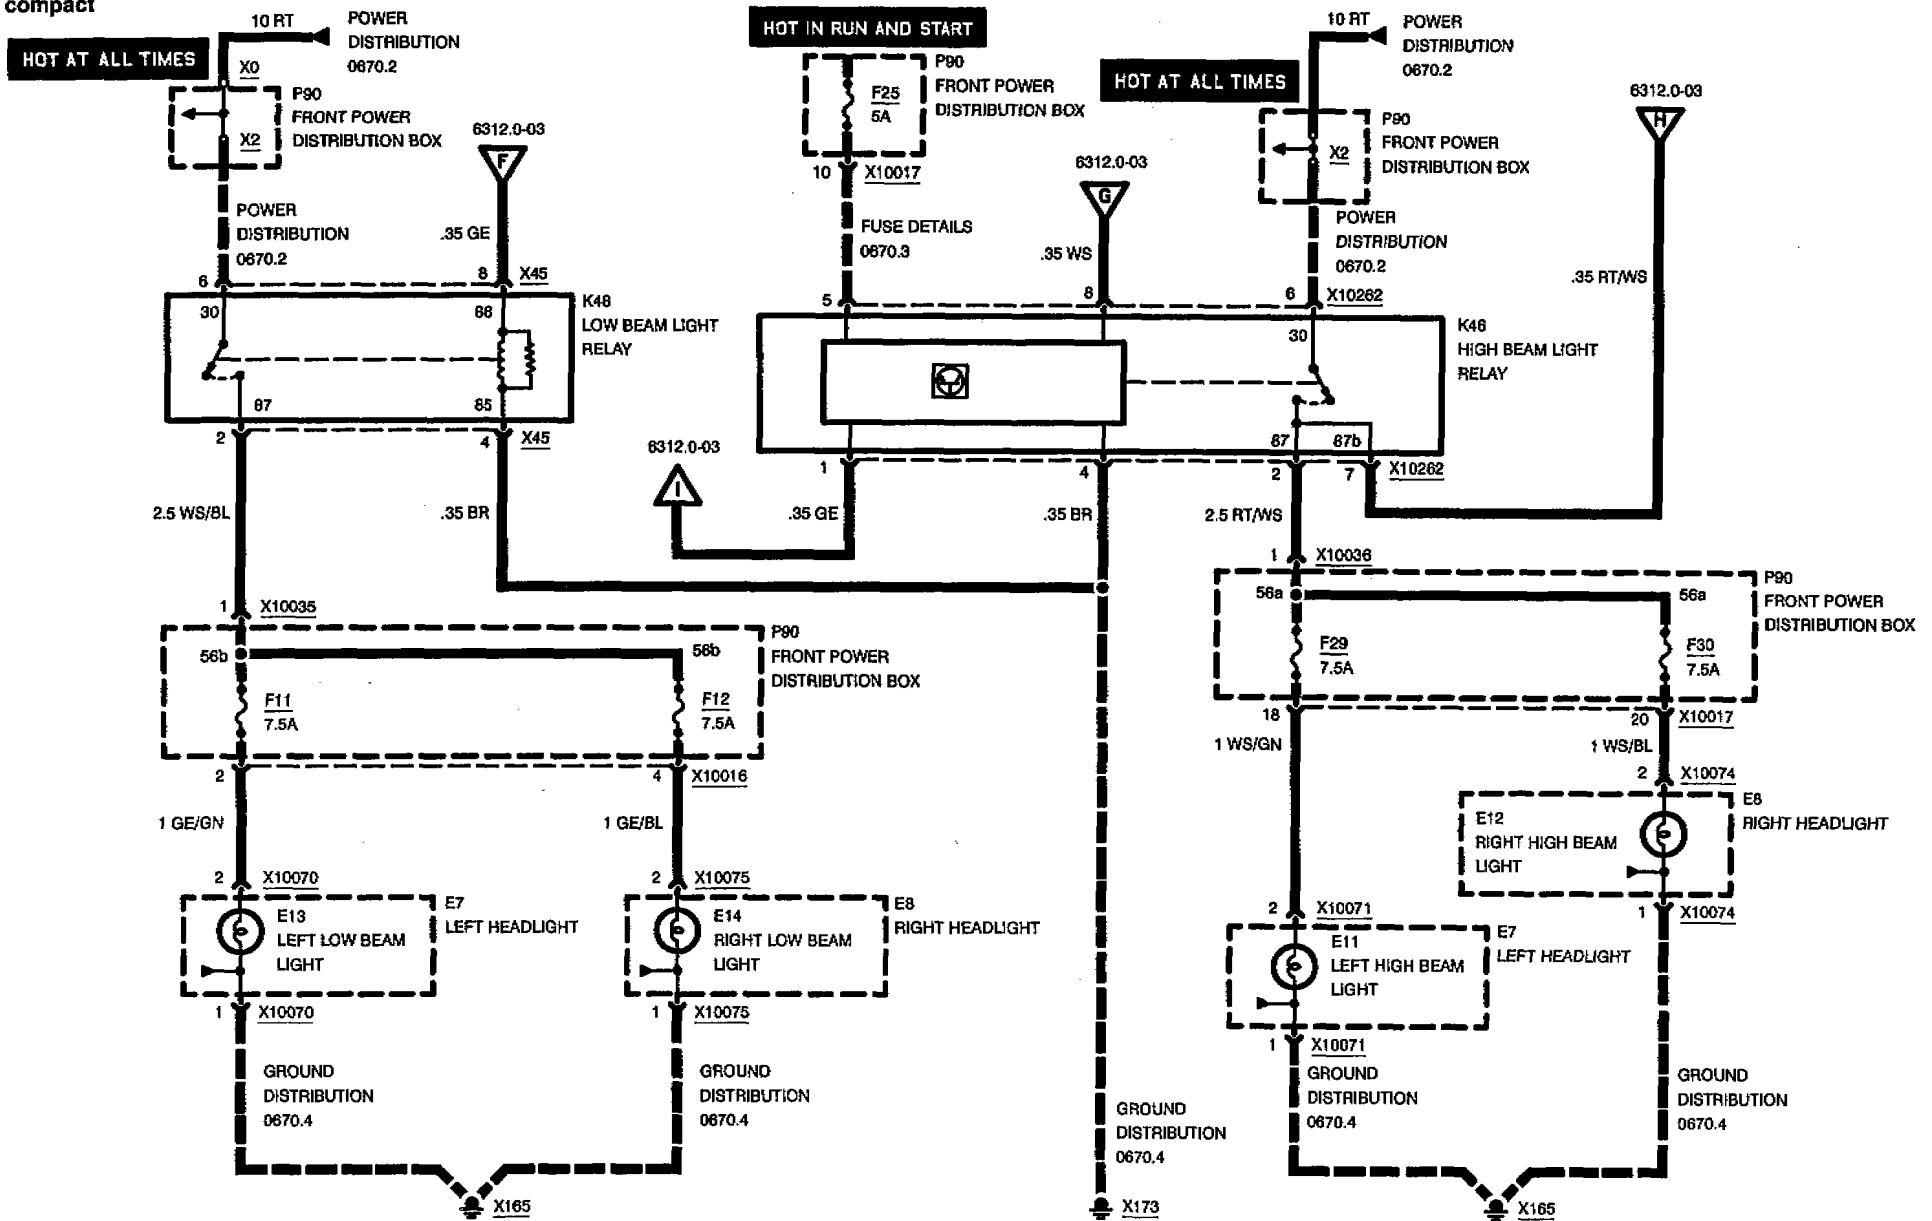 compact
HOT AT ALL TIMES
10 RT
POWER
DISTRIBUTION
0670.2
X0
P90
FRONT POWER
DISTRIBUTION BOX
X2
POWER
DISTRIBUTION
0670.2
6312.0-03
F
.35 GE
6
8
X45
30
86
K48
LOW BEAM LIGHT
RELAY
87
85
2
4
X45
2.5 WS/BL
.35 BR
HOT IN RUN AND START
P90
FRONT POWER
DISTRIBUTION BOX
F25
5A
10
X10017
FUSE DETAILS
0670.3
6312.0-03
G
.35 WS
HOT AT ALL TIMES
10 RT
POWER
DISTRIBUTION
0670.2
P90
FRONT POWER
DISTRIBUTION BOX
X2
POWER
DISTRIBUTION
0670.2
6312.0-03
H
.35 RT/WS
5
8
6
X10262
30
K46
HIGH BEAM LIGHT
RELAY
87
87b
1
4
2
7
X10262
6312.0-03
I
.35 GE
.35 BR
2.5 RT/WS
1
X10035
P90
FRONT POWER
DISTRIBUTION BOX
56b
56b
F11
7.5A
F12
7.5A
2
4
X10016
1 GE/GN
1 GE/BL
2
X10070
E7
LEFT HEADLIGHT
E13
LEFT LOW BEAM
LIGHT
1
X10070
2
X10075
E8
RIGHT HEADLIGHT
E14
RIGHT LOW BEAM
LIGHT
1
X10075
GROUND
DISTRIBUTION
0670.4
GROUND
DISTRIBUTION
0670.4
X165
GROUND
DISTRIBUTION
0670.4
X173
1
X10036
P90
FRONT POWER
DISTRIBUTION BOX
56a
56a
F29
7.5A
F30
7.5A
18
20
X10017
1 WS/GN
1 WS/BL
2
X10074
E8
RIGHT HEADLIGHT
E12
RIGHT HIGH BEAM
LIGHT
1
X10074
2
X10071
E7
LEFT HEADLIGHT
E11
LEFT HIGH BEAM
LIGHT
1
X10071
GROUND
DISTRIBUTION
0670.4
GROUND
DISTRIBUTION
0670.4
X165